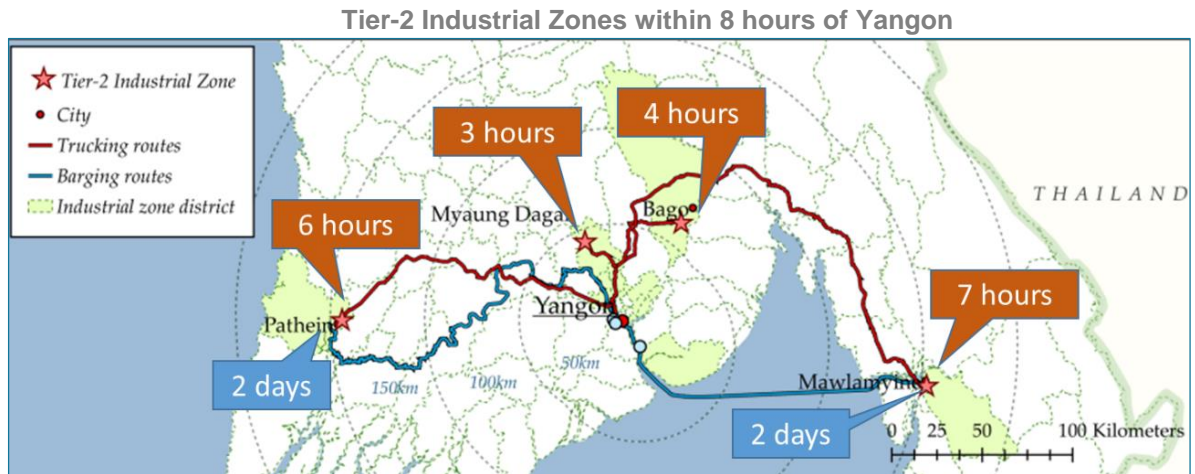 Tier-2 Industrial Zones within 8 hours of Yangon
Tier-2 Industrial Zone
City
Trucking routes
Barging routes
Industrial zone district
3 hours
4 hours
THAILAND
Myaung Daga
Bago
6 hours
Yangon
7 hours
Pathein
2 days
150km
100km
50km
Mawlamyine
2 days
0 25 50 100 Kilometers